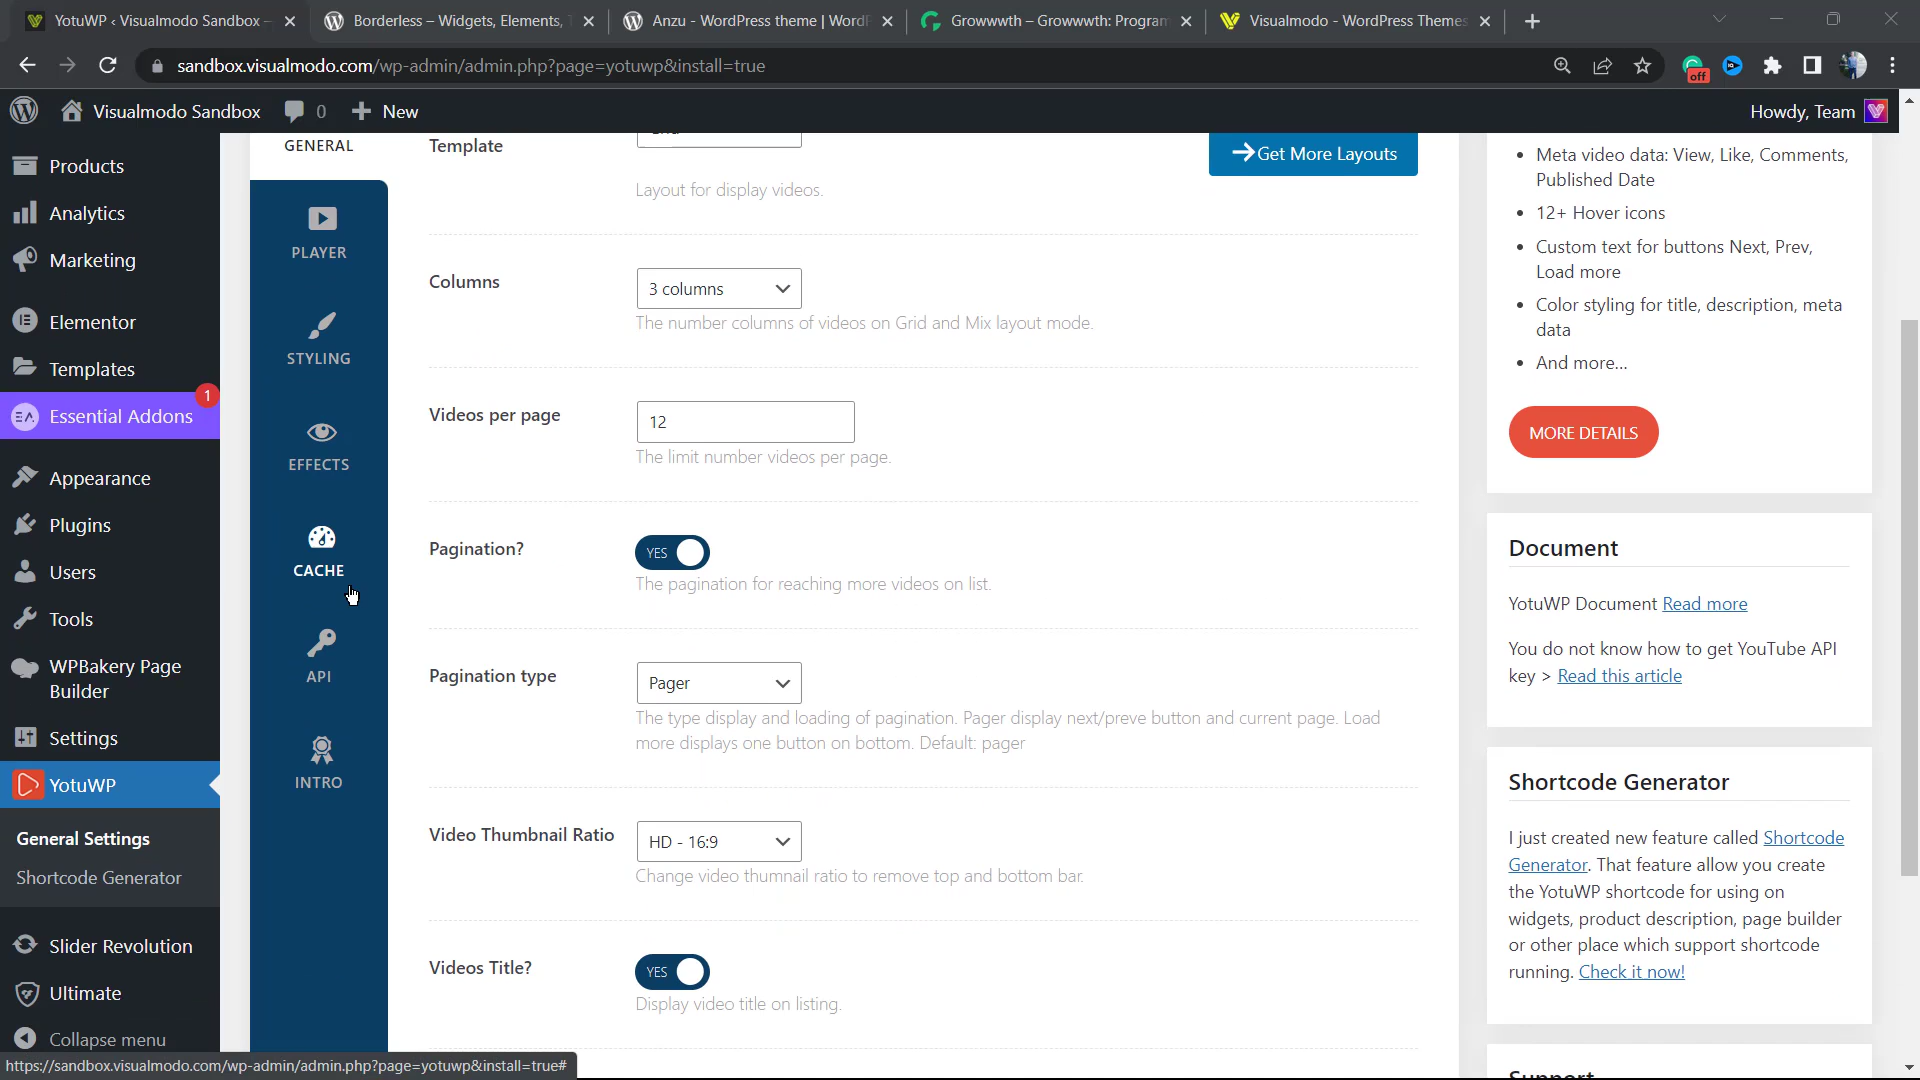 YotuWP ‹ Visualmodo Sandbox –
Borderless – Widgets, Elements,
Anzu - WordPress theme | Word
Growwwth – Growwwth: Program
Visualmodo - WordPress Themes
sandbox.visualmodo.com/wp-admin/admin.php?page=yotuwp&install=true
off
Visualmodo Sandbox
0
New
Howdy, Team
Products
Analytics
Marketing
Elementor
Templates
1
Essential Addons
Appearance
Plugins
Users
Tools
WPBakery Page
Builder
Settings
YotuWP
General Settings
Shortcode Generator
Slider Revolution
Ultimate
Collapse menu
https://sandbox.visualmodo.com/wp-admin/admin.php?page=yotuwp&install=true#
GENERAL
PLAYER
STYLING
EFFECTS
CACHE
API
INTRO
Template
Get More Layouts
Layout for display videos.
Columns
3 columns
The number columns of videos on Grid and Mix layout mode.
Videos per page
12
The limit number videos per page.
Pagination?
YES
The pagination for reaching more videos on list.
Pagination type
Pager
The type display and loading of pagination. Pager display next/preve button and current page. Load
more displays one button on bottom. Default: pager
Video Thumbnail Ratio
HD - 16:9
Change video thumnail ratio to remove top and bottom bar.
Videos Title?
YES
Display video title on listing.
Meta video data: View, Like, Comments,
Published Date
12+ Hover icons
Custom text for buttons Next, Prev,
Load more
Color styling for title, description, meta
data
And more...
MORE DETAILS
Document
YotuWP Document Read more
You do not know how to get YouTube API
key > Read this article
Shortcode Generator
I just created new feature called Shortcode
Generator. That feature allow you create
the YotuWP shortcode for using on
widgets, product description, page builder
or other place which support shortcode
running. Check it now!